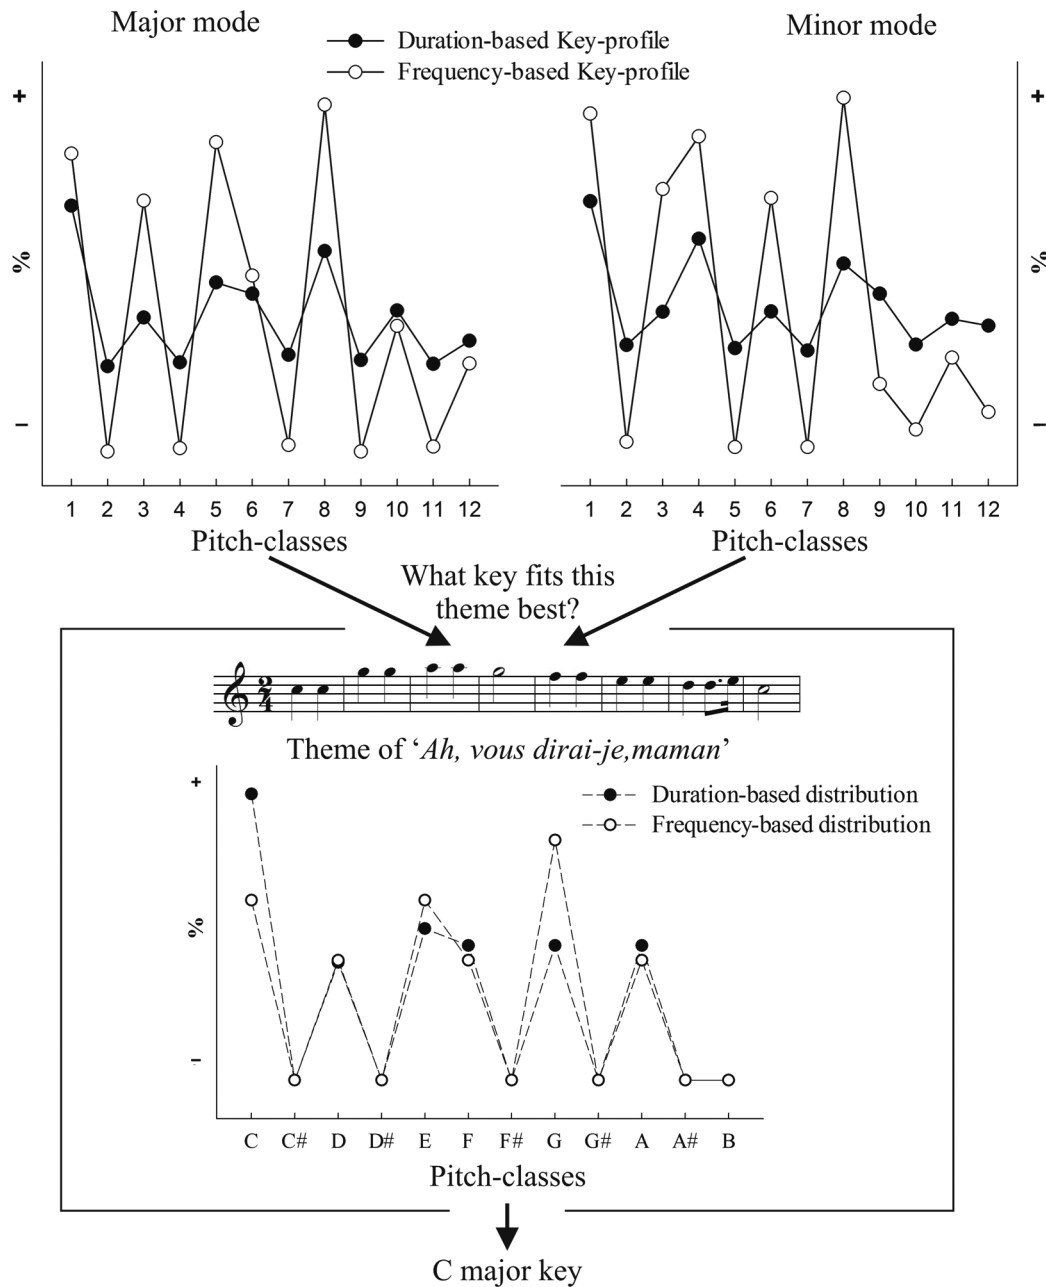 Major mode
Minor mode
Duration-based Key-profile
Frequency-based Key-profile
+
%
–
+
%
–
1 2 3 4 5 6 7 8 9 10 11 12
1 2 3 4 5 6 7 8 9 10 11 12
Pitch-classes
Pitch-classes
What key fits this
theme best?
2
4
Theme of ‘Ah, vous dirai-je,maman’
Duration-based distribution
Frequency-based distribution
+
%
–
C C# D D# E F F# G G# A A# B
Pitch-classes
C major key